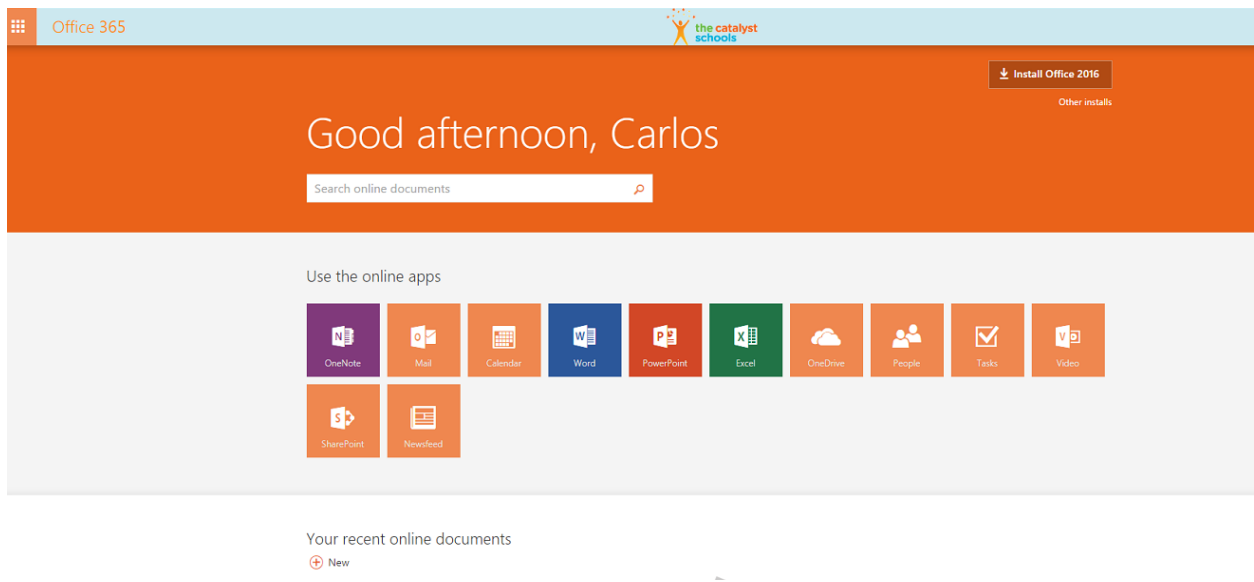 Office 365
the catalyst
schools
Install Office 2016
Other installs
Good afternoon, Carlos
Search online documents
Use the online apps
N
OneNote
o
Mail
Calendar
W
Word
P
PowerPoint
X
Excel
OneDrive
People
Tasks
V
Video
S
SharePoint
Newsfeed
Your recent online documents
New